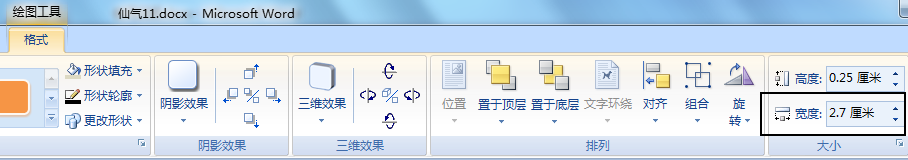 绘图工具 仙气11.docx - Microsoft Word
格式
形状填充
形状轮廓
更改形状
阴影效果
阴影效果
三维效果
三维效果
位置
置于顶层
置于底层
文字环绕
对齐
组合
旋
转
排列
高度: 0.25 厘米
宽度: 2.7 厘米
大小